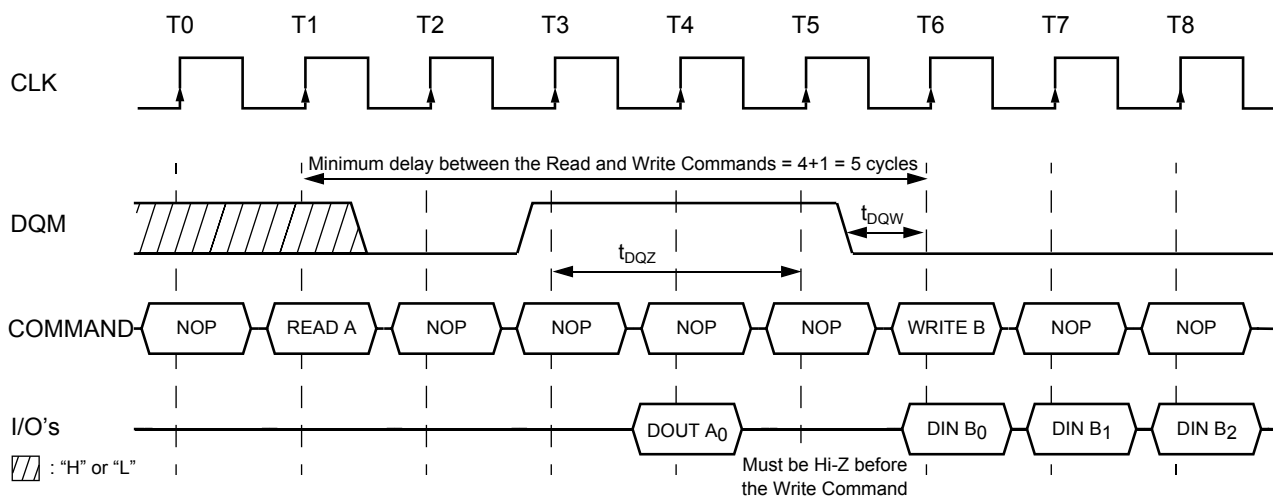 T0 T1 T2 T3 T4 T5 T6 T7 T8
CLK
Minimum delay between the Read and Write Commands = 4+1 = 5 cycles
DQM
tDQW
tDQZ
COMMAND NOP READ A NOP NOP NOP NOP WRITE B NOP NOP
I/O's DOUT A0 DIN B0 DIN B1 DIN B2
: “H” or “L”
Must be Hi-Z before
the Write Command